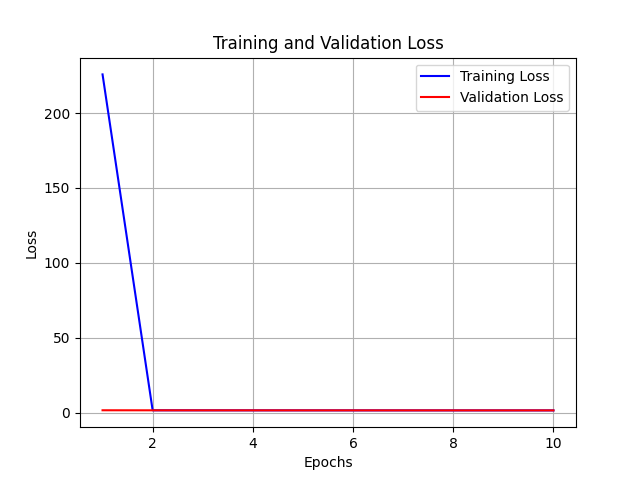 Training and Validation Loss
Training Loss
Validation Loss
200
150
100
50
0
Loss
2 4 6 8 10
Epochs